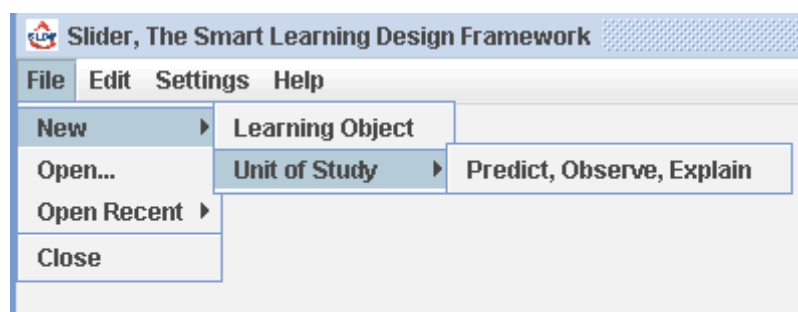 Slider, The Smart Learning Design Framework
File Edit Settings Help
New Learning Object
Open... Unit of Study Predict, Observe, Explain
Open Recent
Close